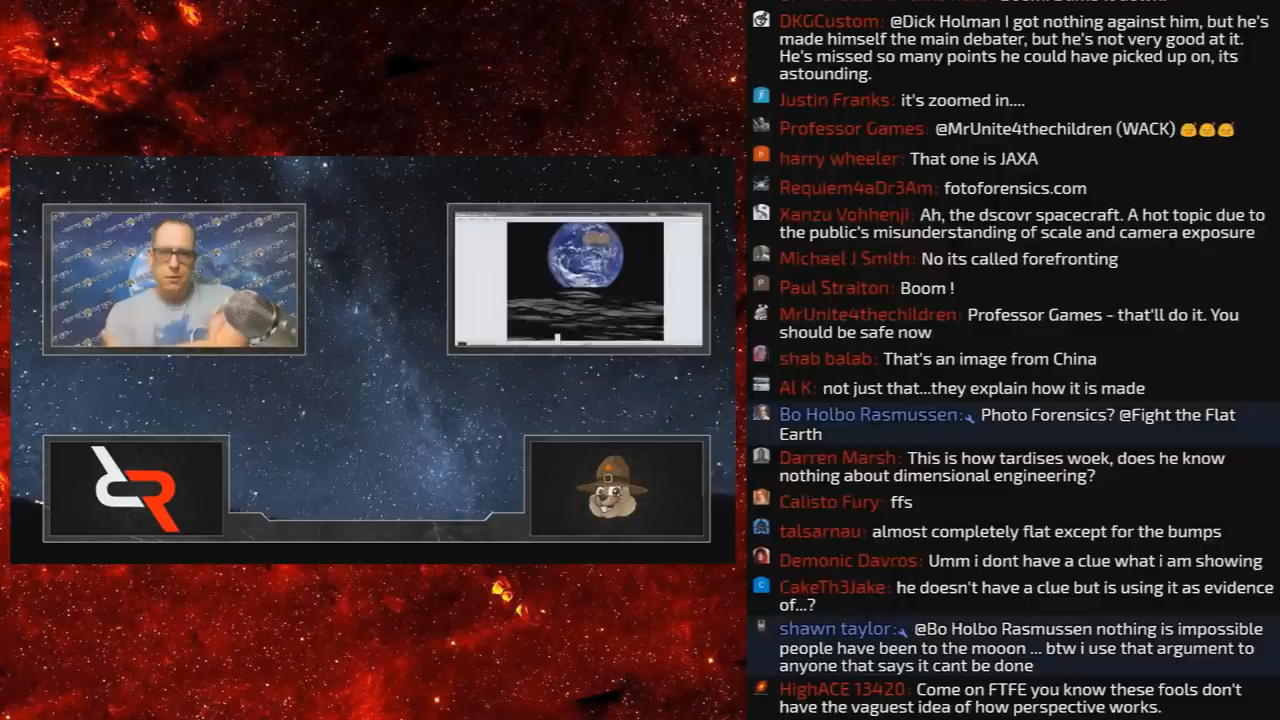 DKGCustom: @Dick Holman I got nothing against him, but he's
made himself the main debater, but he's not very good at it.
He's missed so many points he could have picked up on, its
astounding.
Justin Franks: it's zoomed in....
Professor Games: @MrUnite4thechildren (WACK)
harry wheeler: That one is JAXA
Requiem4aDr3Am: fotoforensics.com
Xanzu Vohhenji: Ah, the dscovr spacecraft. A hot topic due to
the public's misunderstanding of scale and camera exposure
Michael J Smith: No its called forefronting
Paul Straiton: Boom !
MrUnite4thechildren: Professor Games - that'll do it. You
should be safe now
shab balab: That's an image from China
Al K: not just that...they explain how it is made
Bo Holbo Rasmussen: Photo Forensics? @Fight the Flat
Earth
Darren Marsh: This is how tardises woek, does he know
nothing about dimensional engineering?
Calisto Fury: ffs
talsarnau: almost completely flat except for the bumps
Demonic Davros: Umm i dont have a clue what i am showing
CakeTh3Jake: he doesn't have a clue but is using it as evidence
of...?
shawn taylor: @Bo Holbo Rasmussen nothing is impossible
people have been to the mooon ... btw i use that argument to
anyone that says it cant be done
HighACE 13420: Come on FTFE you know these fools don't
have the vaguest idea of how perspective works.